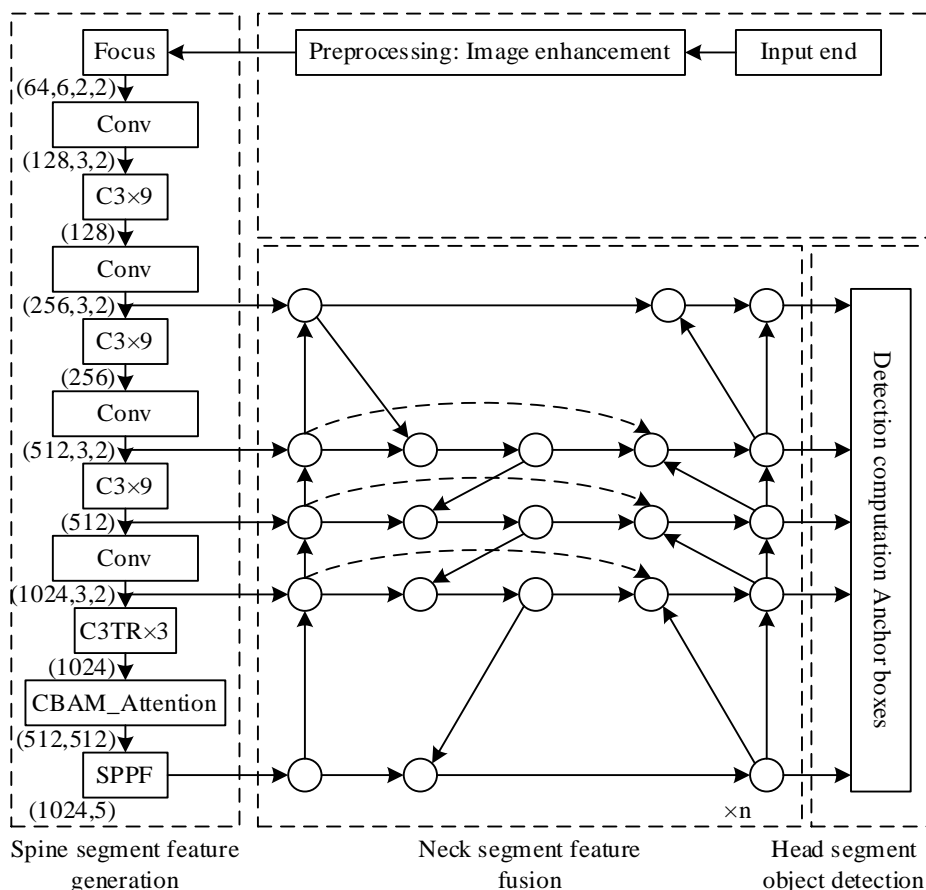 Focus
Preprocessing: Image enhancement
Input end
(64,6,2,2)
Conv
(128,3,2)
C3×9
(128)
Conv
(256,3,2)
C3×9
(256)
Conv
(512,3,2)
C3×9
(512)
Conv
(1024,3,2)
C3TR×3
(1024)
CBAM_Attention
(512,512)
SPPF
(1024,5)
×n
Detection computation Anchor boxes
Spine segment feature
generation
Neck segment feature
fusion
Head segment
object detection